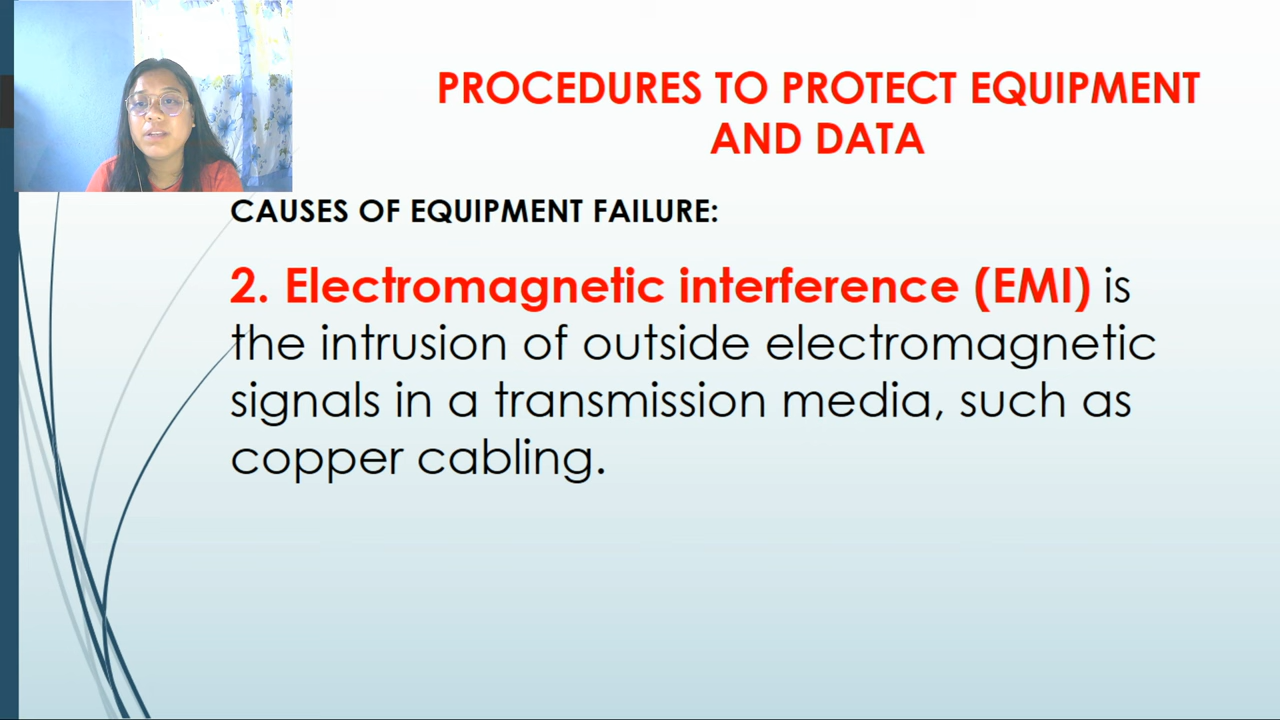 PROCEDURES TO PROTECT EQUIPMENT
AND DATA
CAUSES OF EQUIPMENT FAILURE:
2. Electromagnetic interference (EMI) is
the intrusion of outside electromagnetic
signals in a transmission media, such as
copper cabling.